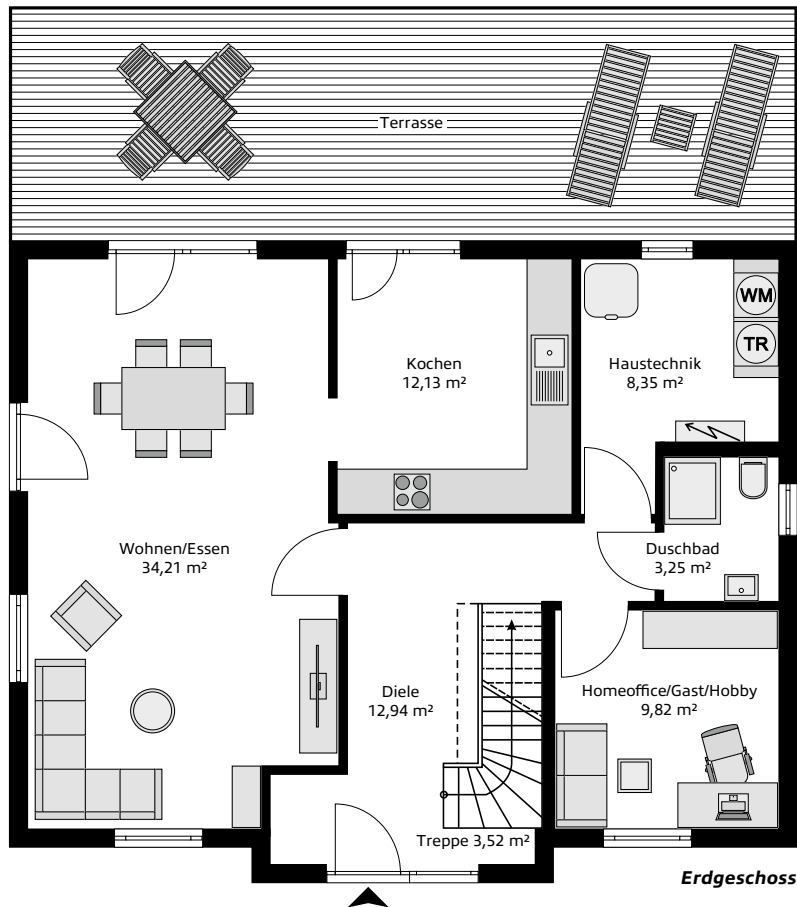 Terrasse
WM
TR
Kochen
12,13 m²
Haustechnik
8,35 m²
Wohnen/Essen
34,21 m²
Duschbad
3,25 m²
Diele
12,94 m²
Homeoffice/Gast/Hobby
9,82 m²
Treppe 3,52 m²
Erdgeschoss